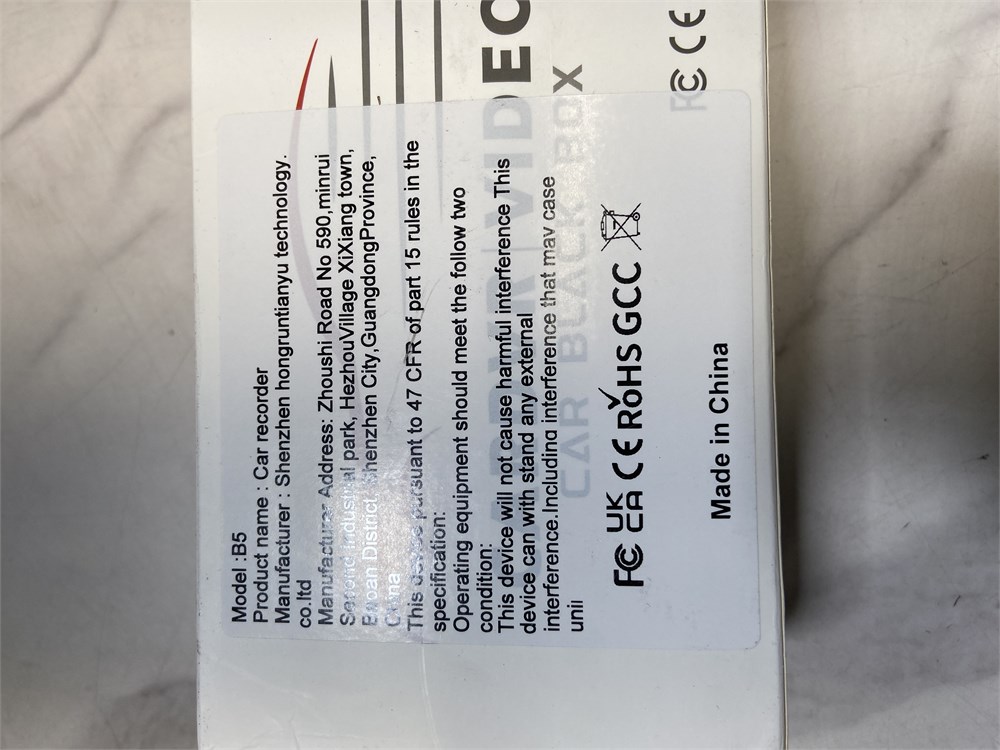 Model :B5
Product name : Car recorder
Manufacturer : Shenzhen hongruntianyu technology.
co.ltd
Manufacturer Address: Zhoushi Road No 590,minrui
Second Industrial park, HezhouVillage XiXiang town,
Baoan District, Shenzhen City,GuangdongProvince,
China
This device pursuant to 47 CFR of part 15 rules in the
specification:
Operating equipment should meet the follow two
condition:
This device will not cause harmful interference This
device can with stand any external
interference.Including interference that may case
unii
FC UK CA CE RoHS GCC
Made in China
VIDEO
CAR BLACK BOX
FC CE